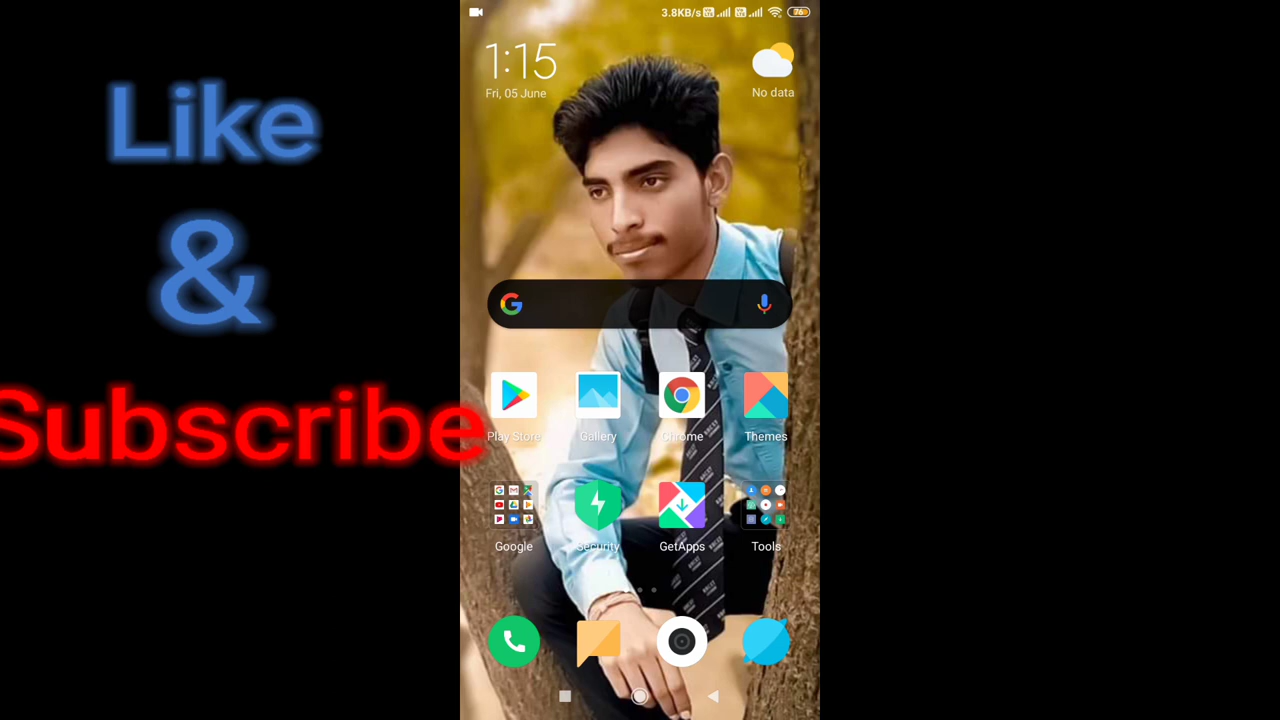 3.8KB/s
76
1:15
Fri, 05 June
No data
Like
&
Subscribe
Play Store
Gallery
Chrome
Themes
Google
Security
GetApps
Tools